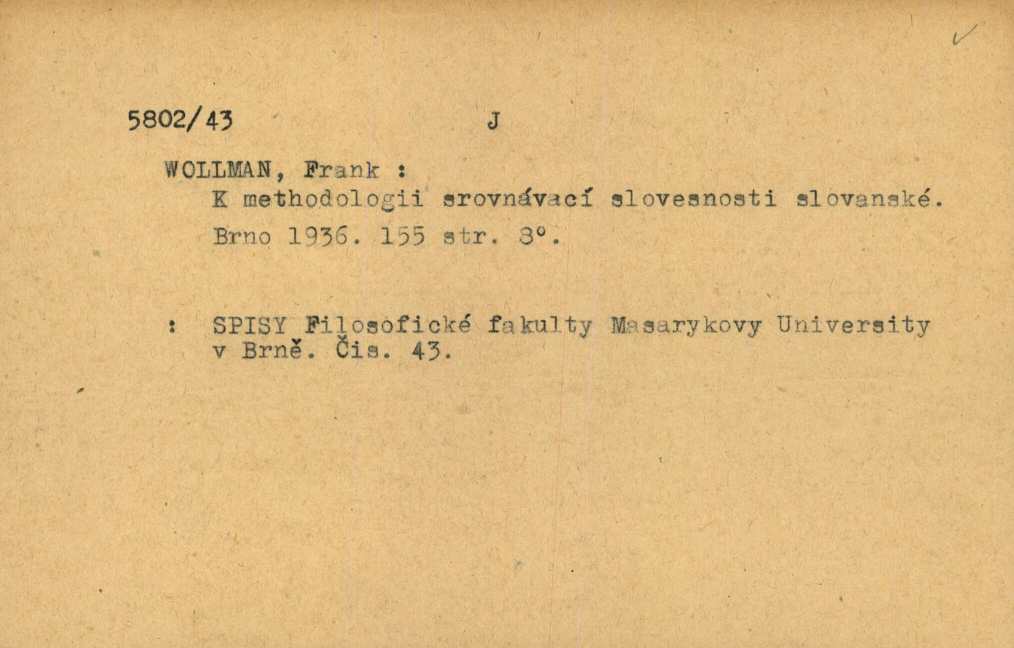 5802/43 J
WOLLMAN, Frank :
K methodologii srovnávací slovesnosti slovanské.
Brno 1936. 155 str. 8°.
: SPISY Filosofické fakulty Masarykovy University
v Brně. Čis. 43.